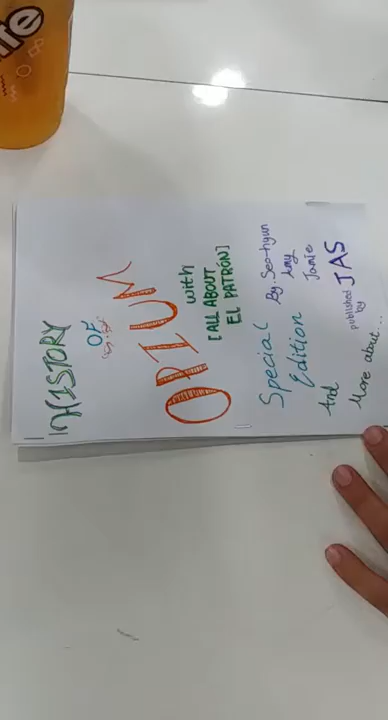 HISTORY
OF
OPIUM
with
[ALL ABOUT
EL PATRÓN]
Special
Edition
By. Seo-hyun
Amy
Jamie
And
published
by
JAS
More about...